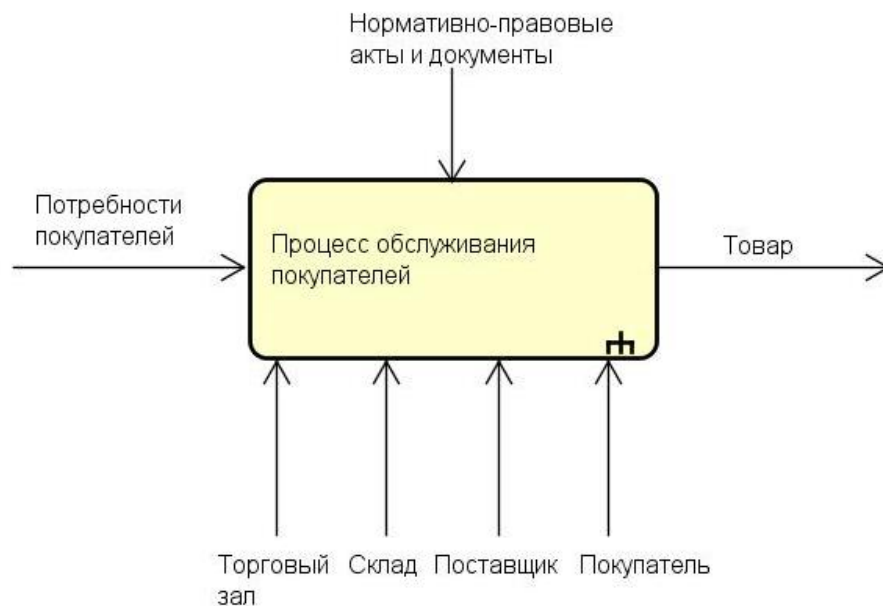 Нормативно-правовые
акты и документы
Потребности
покупателей
Процесс обслуживания
покупателей
Товар
Торговый
зал
Склад
Поставщик
Покупатель